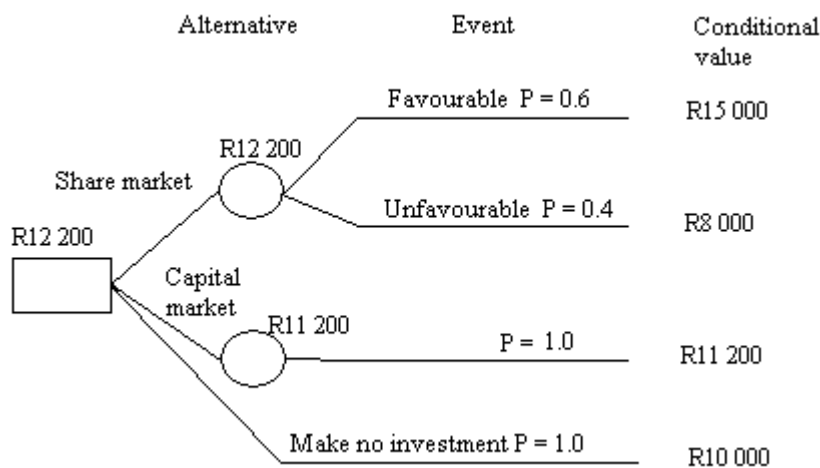 Alternative
Event
Conditional
value
Favourable P = 0.6
R15 000
R12 200
Share market
Unfavourable P = 0.4
R8 000
R12 200
Capital
market
R11 200
P = 1.0
R11 200
Make no investment P = 1.0
R10 000